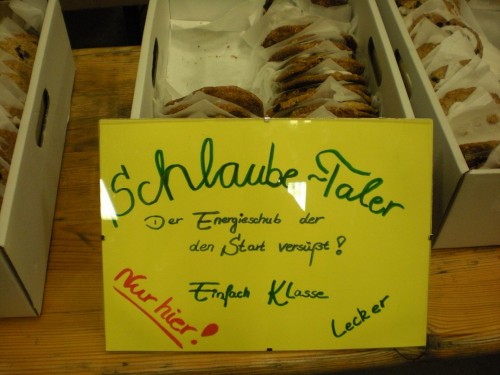 Schlaube-Taler
Der Energieschub der
den Start versüßt!
Einfach Klasse
Nur hier!
Lecker